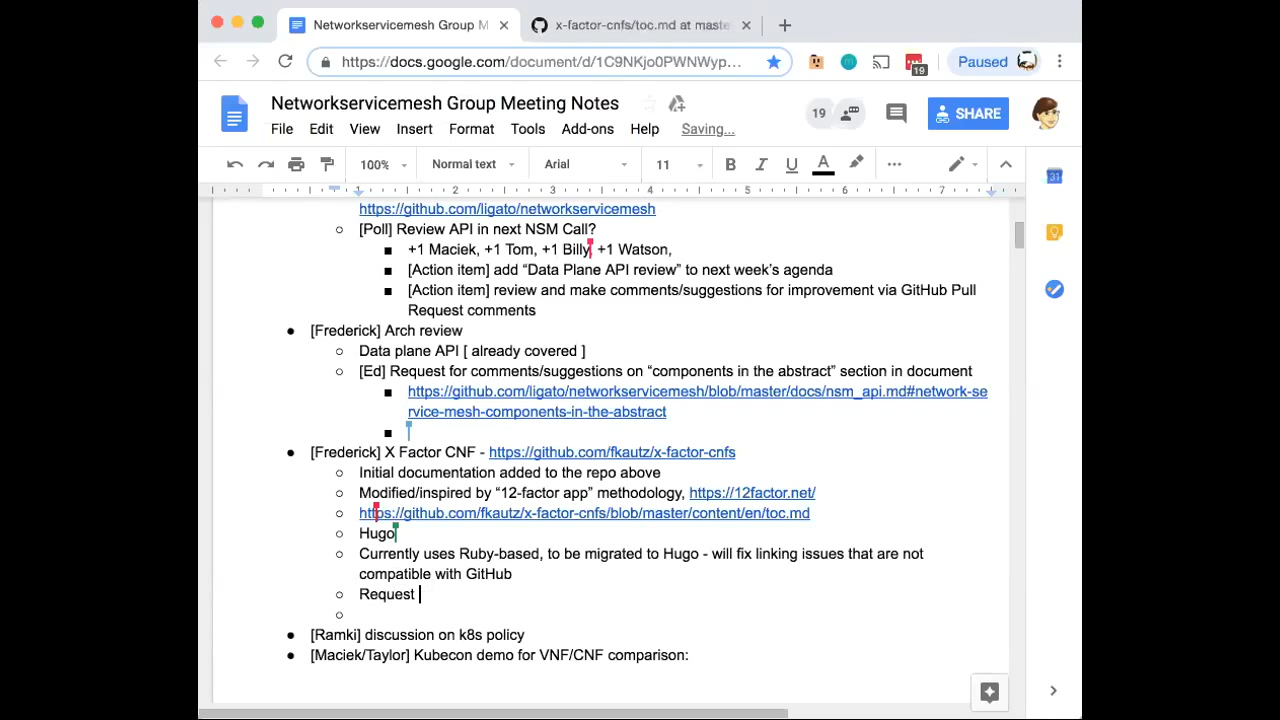 Networkservicemesh Group M
x-factor-cnfs/toc.md at maste
https://docs.google.com/document/d/1C9NKjo0PWNWyp...
19
Paused
Networkservicemesh Group Meeting Notes
19
SHARE
File Edit View Insert Format Tools Add-ons Help Saving...
100% Normal text Arial 11 B I U A
1 2 3 4 5 6 7
31
https://github.com/ligato/networkservicemesh
○ [Poll] Review API in next NSM Call?
■ +1 Maciek, +1 Tom, +1 Billy, +1 Watson,
■ [Action item] add “Data Plane API review” to next week’s agenda
■ [Action item] review and make comments/suggestions for improvement via GitHub Pull
Request comments
● [Frederick] Arch review
○ Data plane API [ already covered ]
○ [Ed] Request for comments/suggestions on “components in the abstract” section in document
■ https://github.com/ligato/networkservicemesh/blob/master/docs/nsm_api.md#network-se
rvice-mesh-components-in-the-abstract
■
● [Frederick] X Factor CNF - https://github.com/fkautz/x-factor-cnfs
○ Initial documentation added to the repo above
○ Modified/inspired by “12-factor app” methodology, https://12factor.net/
○ https://github.com/fkautz/x-factor-cnfs/blob/master/content/en/toc.md
○ Hugo
○ Currently uses Ruby-based, to be migrated to Hugo - will fix linking issues that are not
compatible with GitHub
○ Request
○
● [Ramki] discussion on k8s policy
● [Maciek/Taylor] Kubecon demo for VNF/CNF comparison: